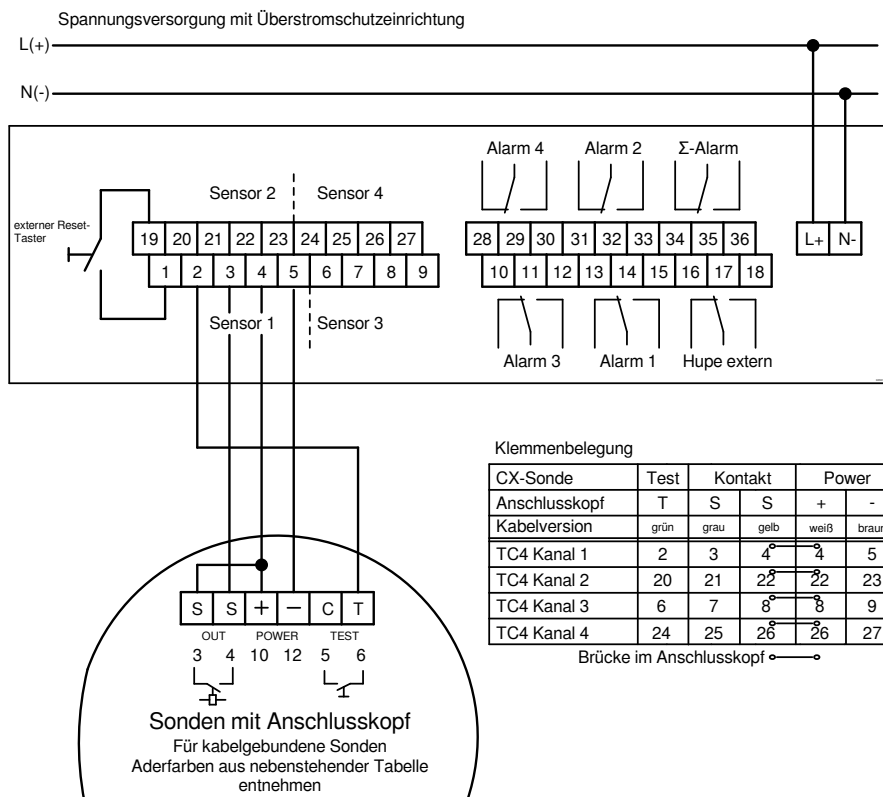 Spannungsversorgung mit Überstromschutzeinrichtung
L(+)
N(-)
Alarm 4 Alarm 2 Σ-Alarm
Sensor 2 Sensor 4
externer Reset-
Taster
19 20 21 22 23 24 25 26 27
28 29 30 31 32 33 34 35 36
L+ N-
1 2 3 4 5 6 7 8 9
10 11 12 13 14 15 16 17 18
Sensor 1 Sensor 3
Alarm 3 Alarm 1 Hupe extern
Klemmenbelegung
CX-Sonde Test Kontakt Power
Anschlusskopf T S S + -
Kabelversion grün grau gelb weiß braun
TC4 Kanal 1 2 3 4 4 5
TC4 Kanal 2 20 21 22 22 23
TC4 Kanal 3 6 7 8 8 9
TC4 Kanal 4 24 25 26 26 27
Brücke im Anschlusskopf
S S + − C T
OUT POWER TEST
3 4 10 12 5 6
Sonden mit Anschlusskopf
Für kabelgebundene Sonden
Aderfarben aus nebenstehender Tabelle
entnehmen